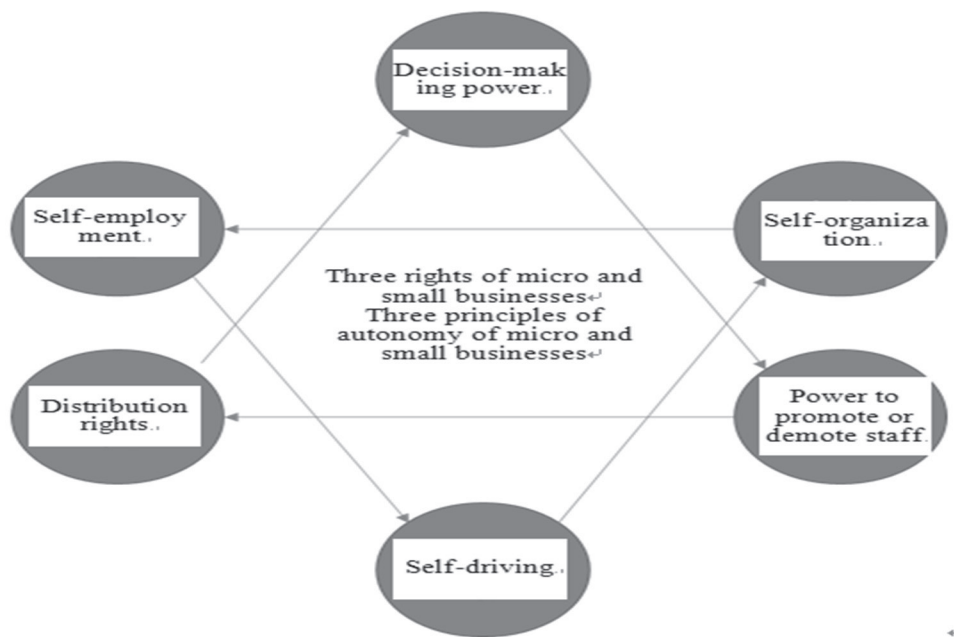 Decision-mak
ing power.
Self-employ
ment.
Self-organiza
tion.
Three rights of micro and
small businesses↵
Three principles of
autonomy of micro and
small businesses↵
Distribution
rights.
Power to
promote or
demote staff.
Self-driving.